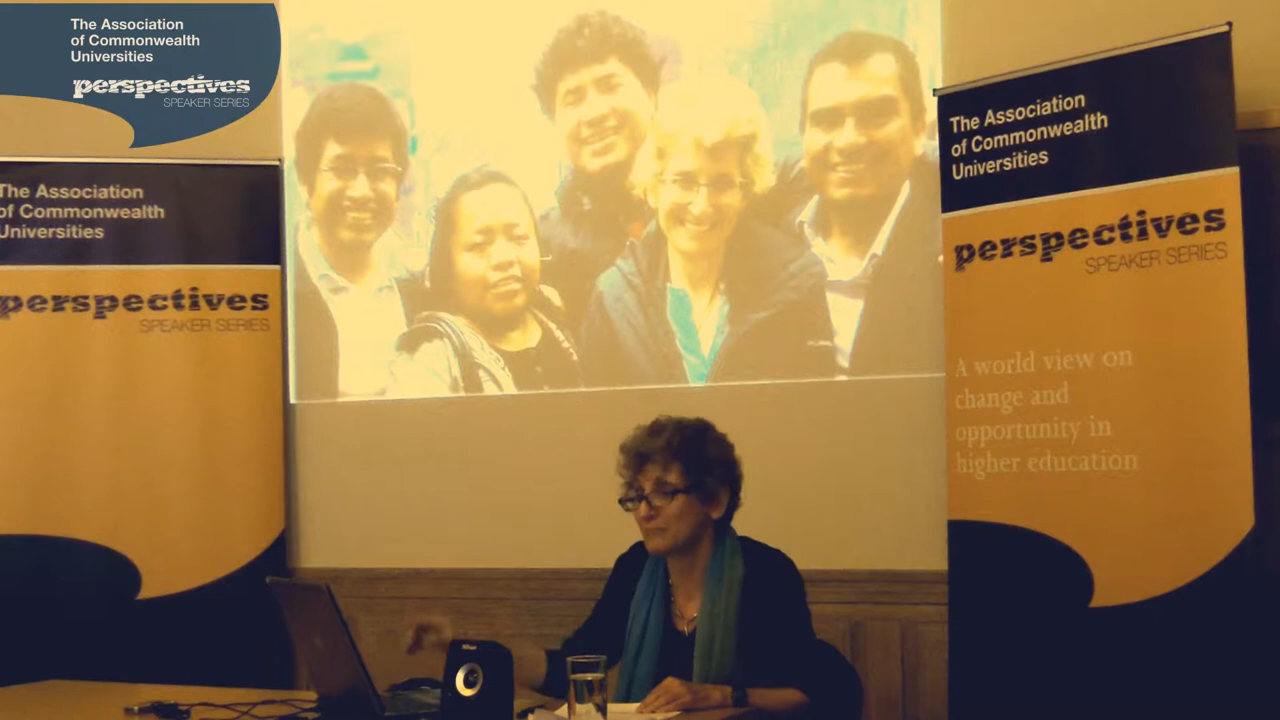 The Association
of Commonwealth
Universities
perspectives
SPEAKER SERIES
The Association
of Commonwealth
Universities
perspectives
SPEAKER SERIES
The Association
of Commonwealth
Universities
perspectives
SPEAKER SERIES
A world view on
change and
opportunity in
higher education